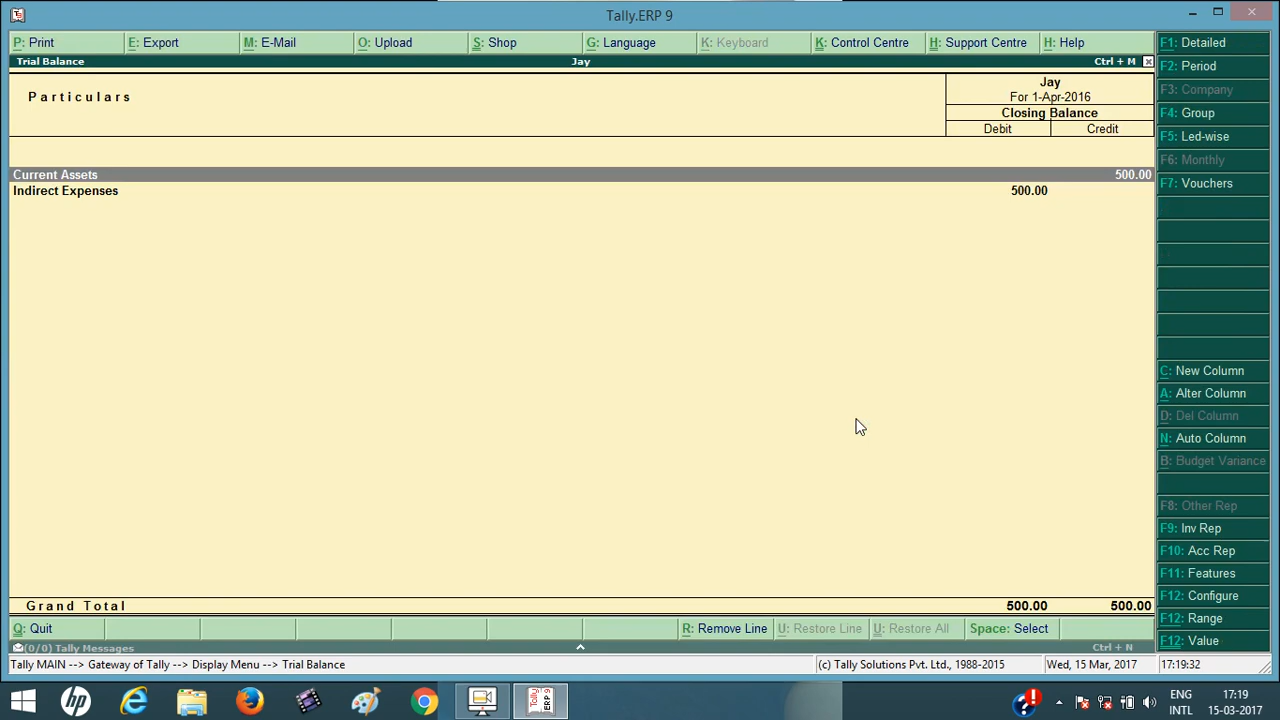 Tally.ERP 9
P: Print E: Export M: E-Mail O: Upload S: Shop G: Language K: Keyboard K: Control Centre H: Support Centre H: Help
Trial Balance Jay Ctrl + M
Particulars
Jay
For 1-Apr-2016
Closing Balance
Debit Credit
Current Assets 500.00
Indirect Expenses 500.00
Grand Total 500.00 500.00
Q: Quit R: Remove Line U: Restore Line U: Restore All Space: Select
(0/0) Tally Messages Ctrl + N
Tally MAIN --> Gateway of Tally --> Display Menu --> Trial Balance (c) Tally Solutions Pvt. Ltd., 1988-2015 Wed, 15 Mar, 2017 17:19:32
F1: Detailed
F2: Period
F3: Company
F4: Group
F5: Led-wise
F6: Monthly
F7: Vouchers
C: New Column
A: Alter Column
D: Del Column
N: Auto Column
B: Budget Variance
F8: Other Rep
F9: Inv Rep
F10: Acc Rep
F11: Features
F12: Configure
F12: Range
F12: Value
hp Tally ERP 9
ENG 17:19
INTL 15-03-2017